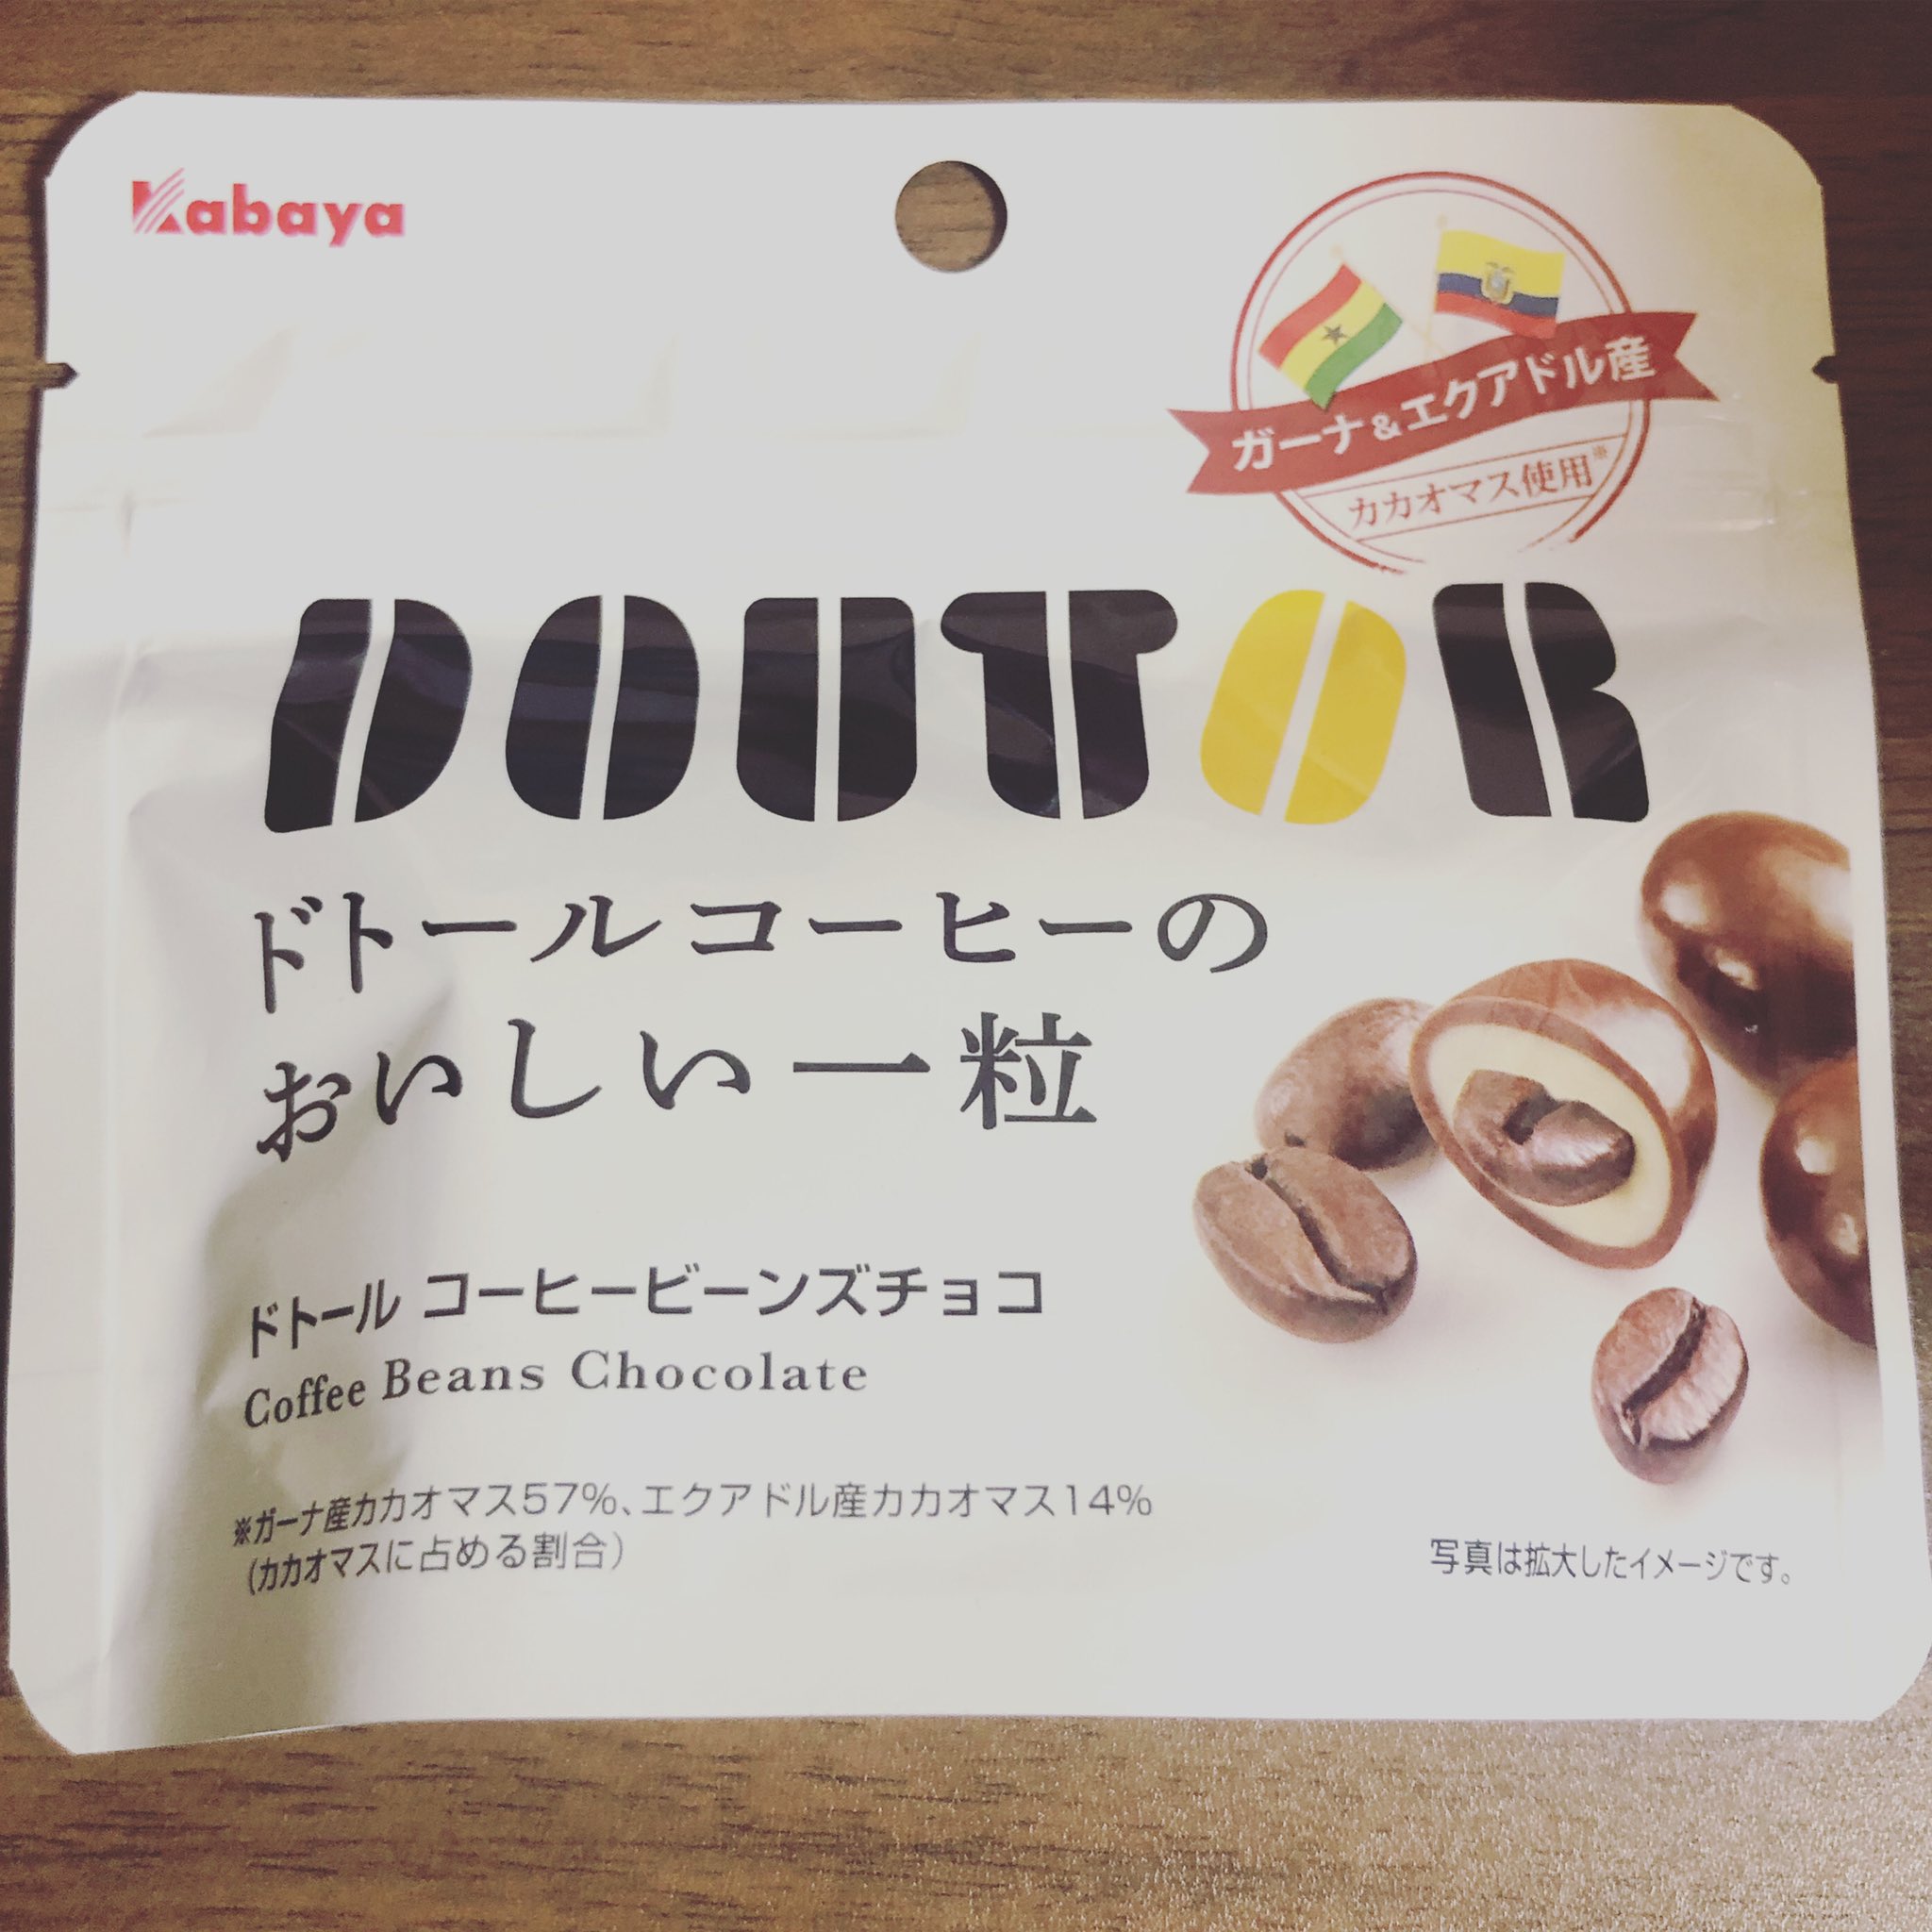 Kabaya
ガーナ&エクアドル産
カカオマス使用※
DOUTOR
ドトールコーヒーの
おいしい一粒
ドトール コーヒービーンズチョコ
Coffee Beans Chocolate
※ガーナ産カカオマス57%、エクアドル産カカオマス14%
(カカオマスに占める割合)
写真は拡大したイメージです。